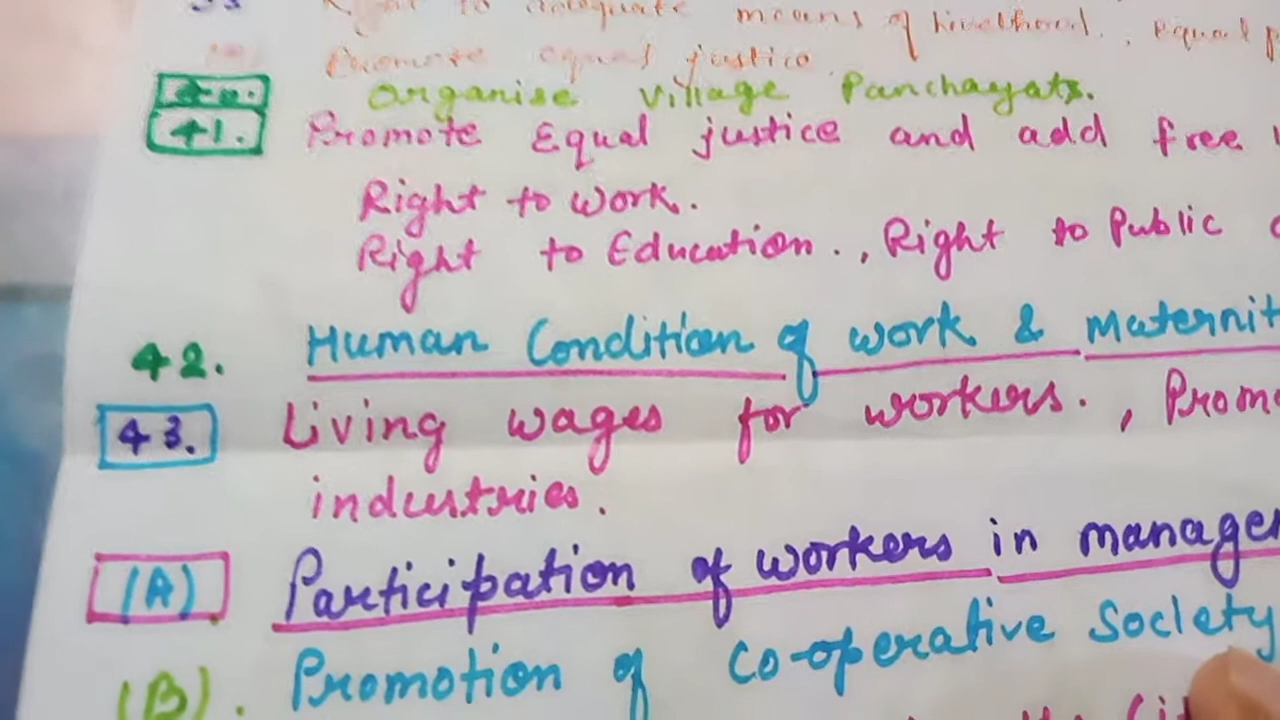 Right to adequate means of livelihood., equal
Promote equal justice
40. Organise Village Panchayats.
41. Promote Equal justice and add free
Right to work.
Right to Education., Right to Public
42. Human Condition of work & Maternit
43. Living wages for workers., Promo
industries.
(A) Participation of workers in manage
(B). Promotion of Co-operative Society